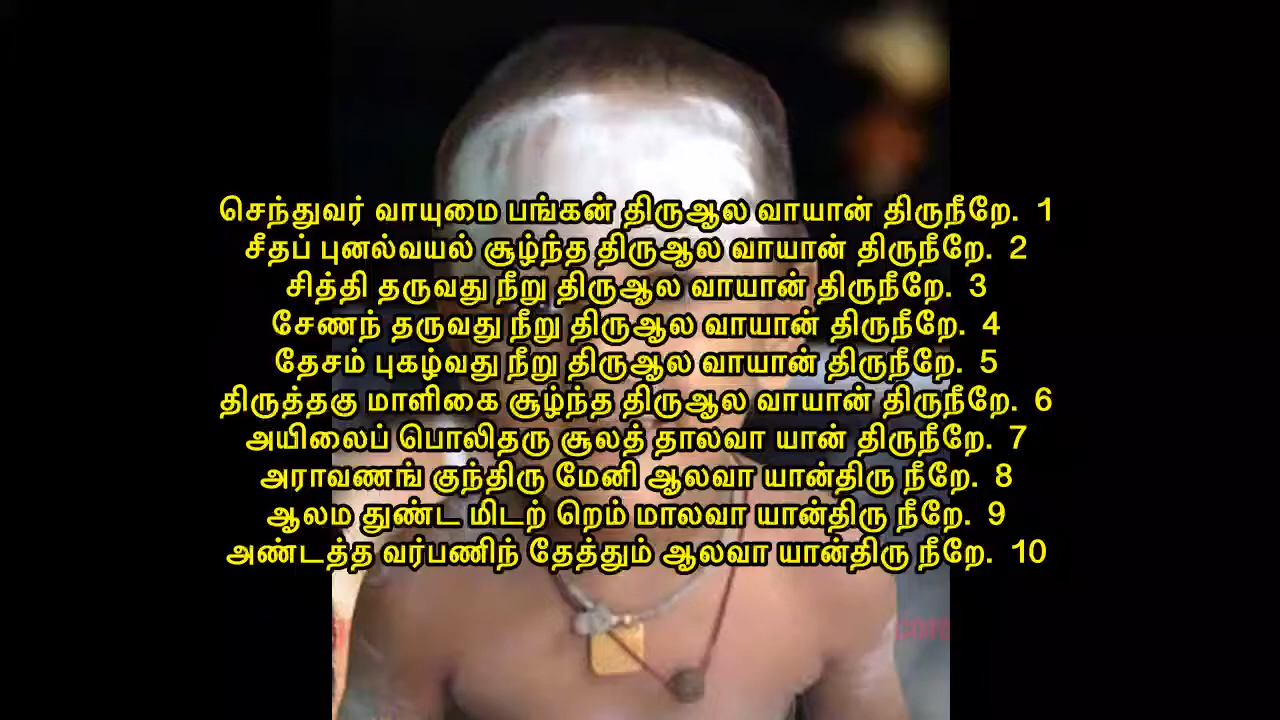 செந்துவர் வாயுமை பங்கன் திருஆல வாயான் திருநீறே. 1
சீதப் புனல்வயல் சூழ்ந்த திருஆல வாயான் திருநீறே. 2
சித்தி தருவது நீறு திருஆல வாயான் திருநீறே. 3
சேணந் தருவது நீறு திருஆல வாயான் திருநீறே. 4
தேசம் புகழ்வது நீறு திருஆல வாயான் திருநீறே. 5
திருத்தகு மாளிகை சூழ்ந்த திருஆல வாயான் திருநீறே. 6
அயிலைப் பொலிதரு சூலத் தாலவா யான் திருநீறே. 7
அராவணங் குந்திரு மேனி ஆலவா யான்திரு நீறே. 8
ஆலம துண்ட மிடற் றெம் மாலவா யான்திரு நீறே. 9
அண்டத்த வர்பணிந் தேத்தும் ஆலவா யான்திரு நீறே. 10